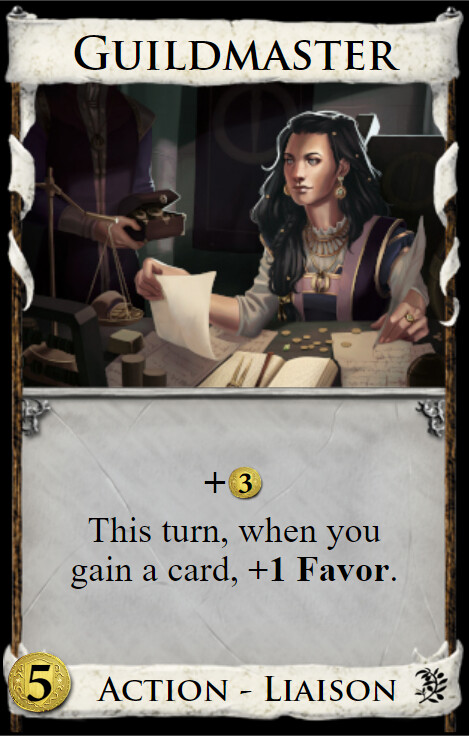 GUILDMASTER
+3
This turn, when you
gain a card, +1 Favor.
5 ACTION - LIAISON